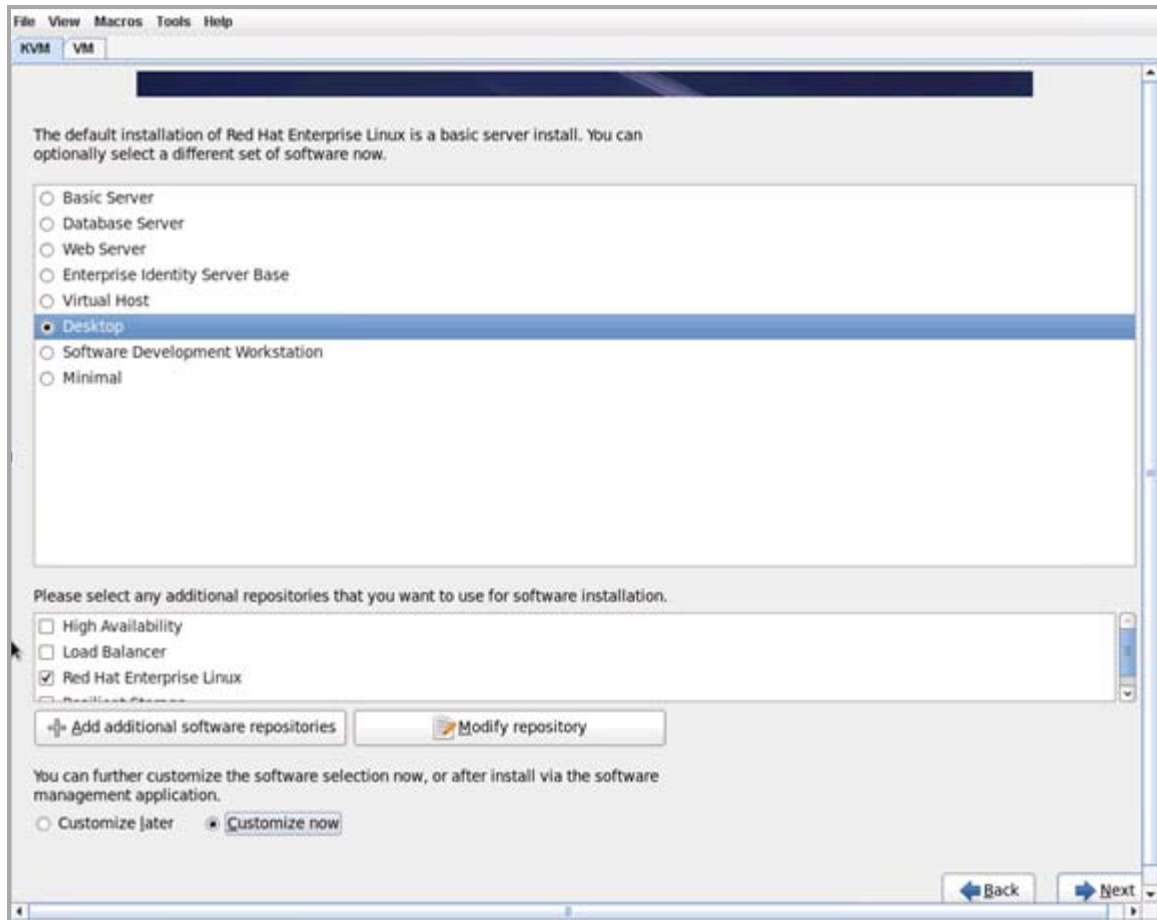 File View Macros Tools Help
KVM VM
The default installation of Red Hat Enterprise Linux is a basic server install. You can
optionally select a different set of software now.
Basic Server
Database Server
Web Server
Enterprise Identity Server Base
Virtual Host
Desktop
Software Development Workstation
Minimal
Please select any additional repositories that you want to use for software installation.
High Availability
Load Balancer
Red Hat Enterprise Linux
Resilient Storage
Add additional software repositories Modify repository
You can further customize the software selection now, or after install via the software
management application.
Customize later Customize now
Back Next